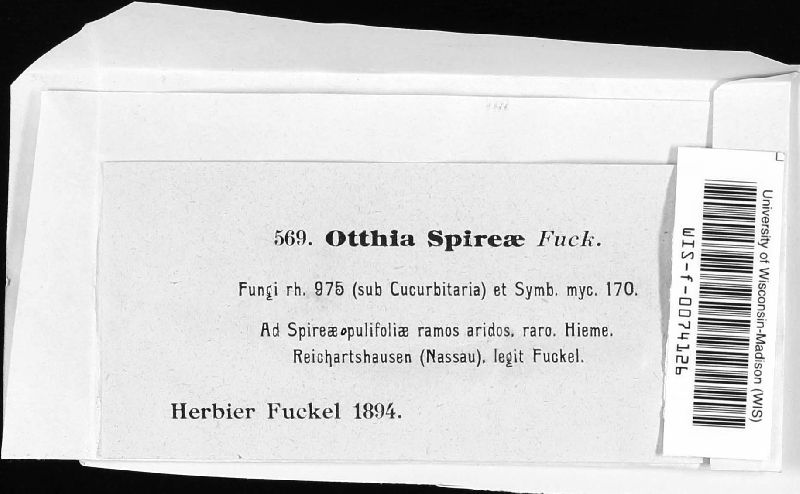 569. Otthia Spireæ Fuck.
Fungi rh. 975 (sub Cucurbitaria) et Symb. myc. 170.
Ad Spireæ opulifoliæ ramos aridos, raro. Hieme.
Reichartshausen (Nassau), legit Fuckel.
Herbier Fuckel 1894.
University of Wisconsin-Madison (WIS)
WIS-f-0074126